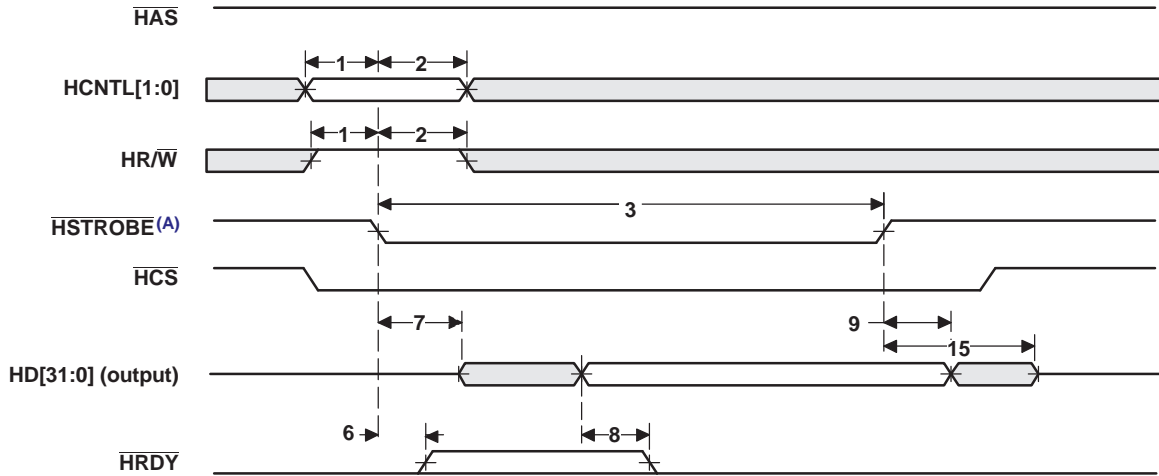 HAS
1 2
HCNTL[1:0]
1 2
HR/W
3
HSTROBE(A)
HCS
7 9
15
HD[31:0] (output)
6 8
HRDY